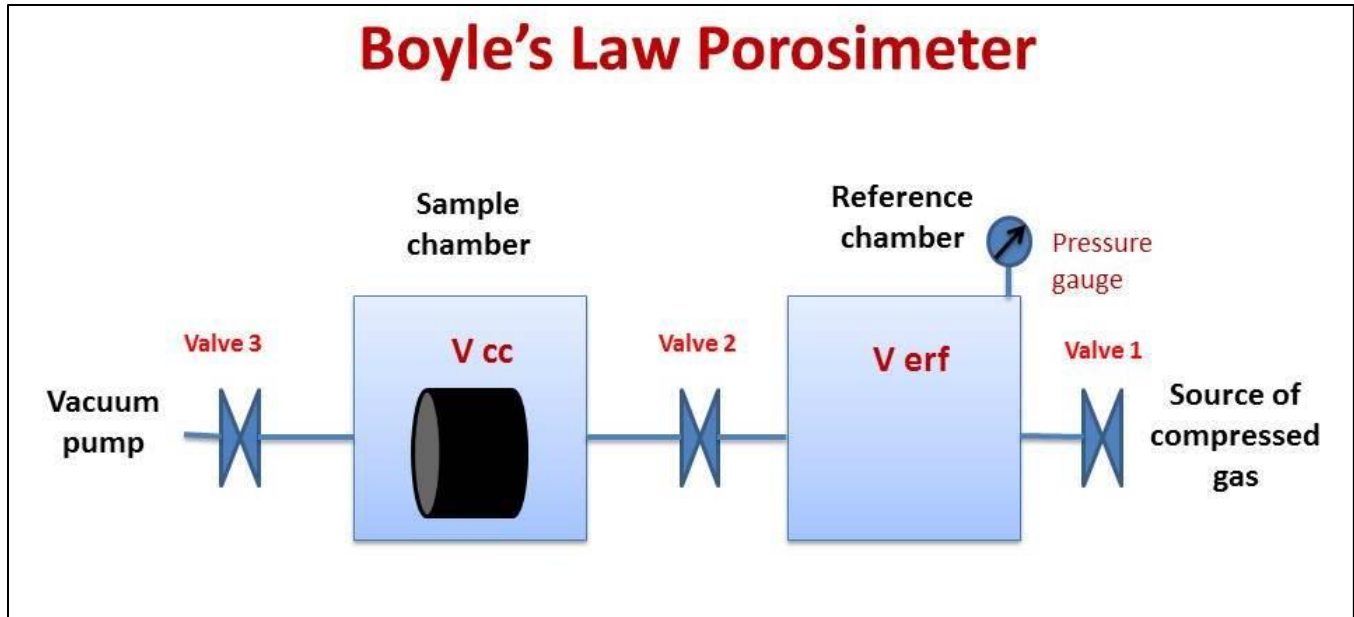 Boyle's Law Porosimeter
Sample
chamber
Reference
chamber
Pressure
gauge
Valve 3
V cc
Valve 2
V erf
Valve 1
Vacuum
pump
Source of
compressed
gas